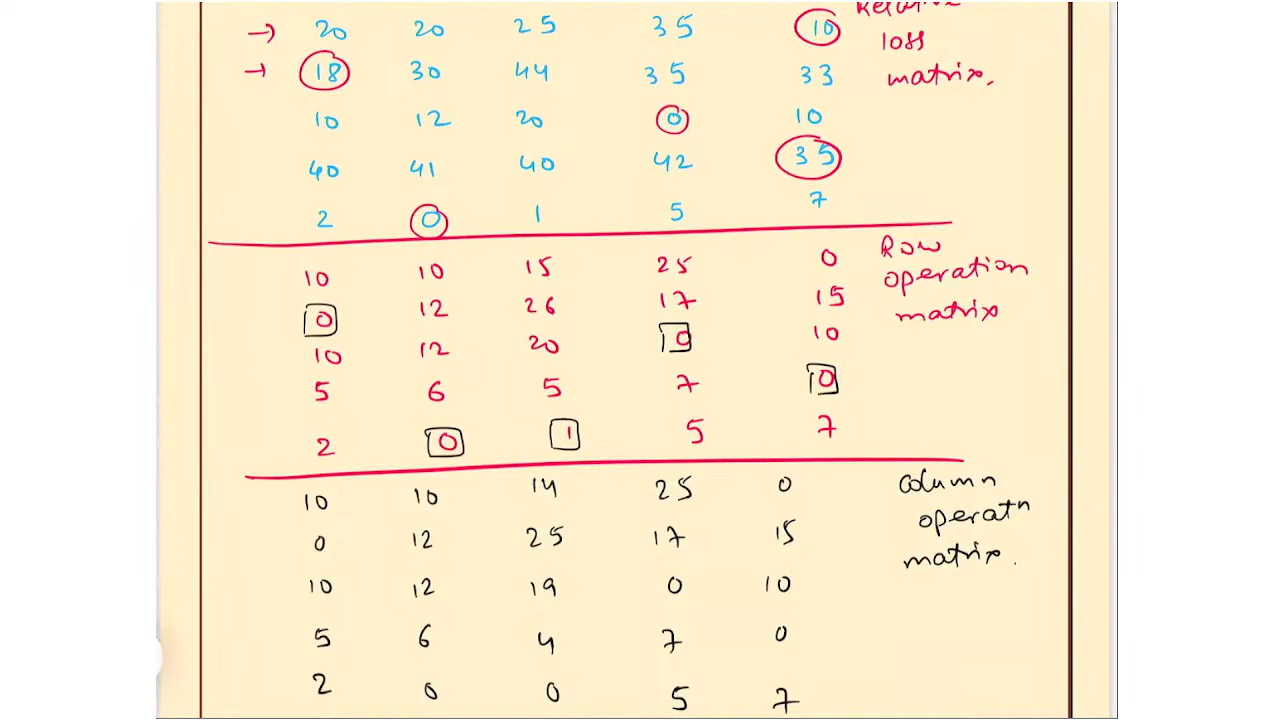 → 20 20 25 35 10 Relative
loss
→ 18 30 44 35 33 matrix.
10 12 20 0 10
40 41 40 42 35
2 0 1 5 7
10 10 15 25 0 Row
operation
0 12 26 17 15 matrix
10 12 20 0 10
5 6 5 7 0
2 0 1 5 7
10 10 14 25 0 column
operatn
0 12 25 17 15 matrix.
10 12 19 0 10
5 6 4 7 0
2 0 0 5 7